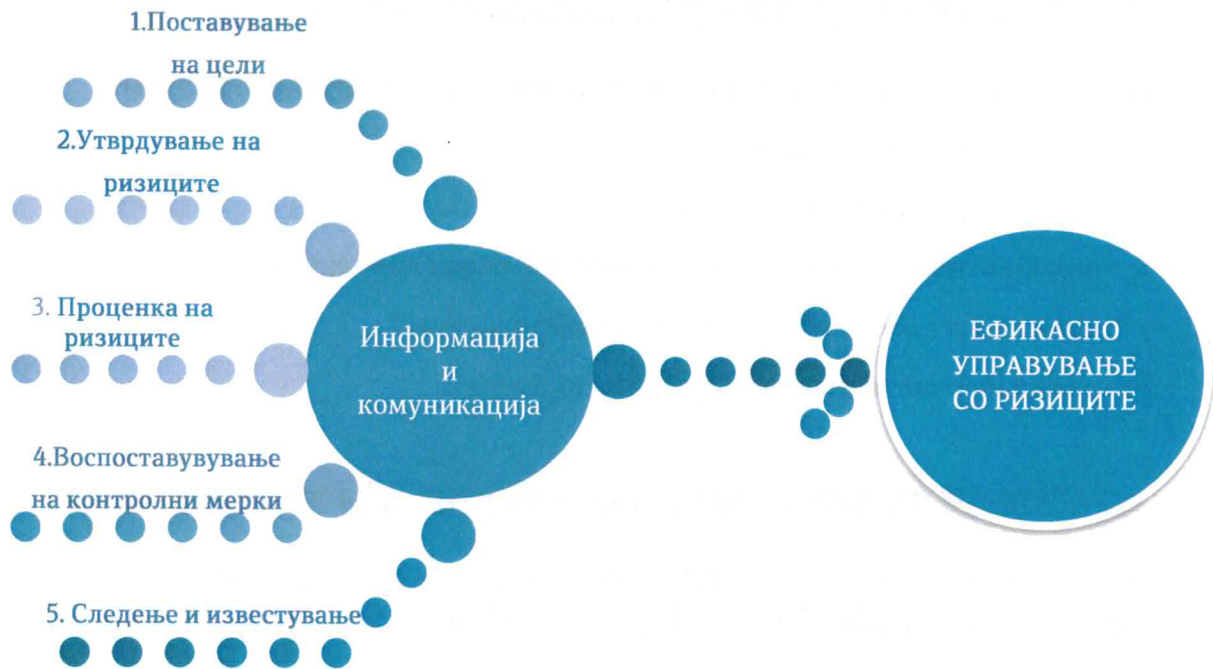 1.Поставување
на цели
2.Утврдување на
ризиците
3. Проценка на
ризиците
4.Воспоставувување
на контролни мерки
5. Следење и известување
Информација
и
комуникација
ЕФИКАСНО
УПРАВУВАЊЕ
СО РИЗИЦИТЕ